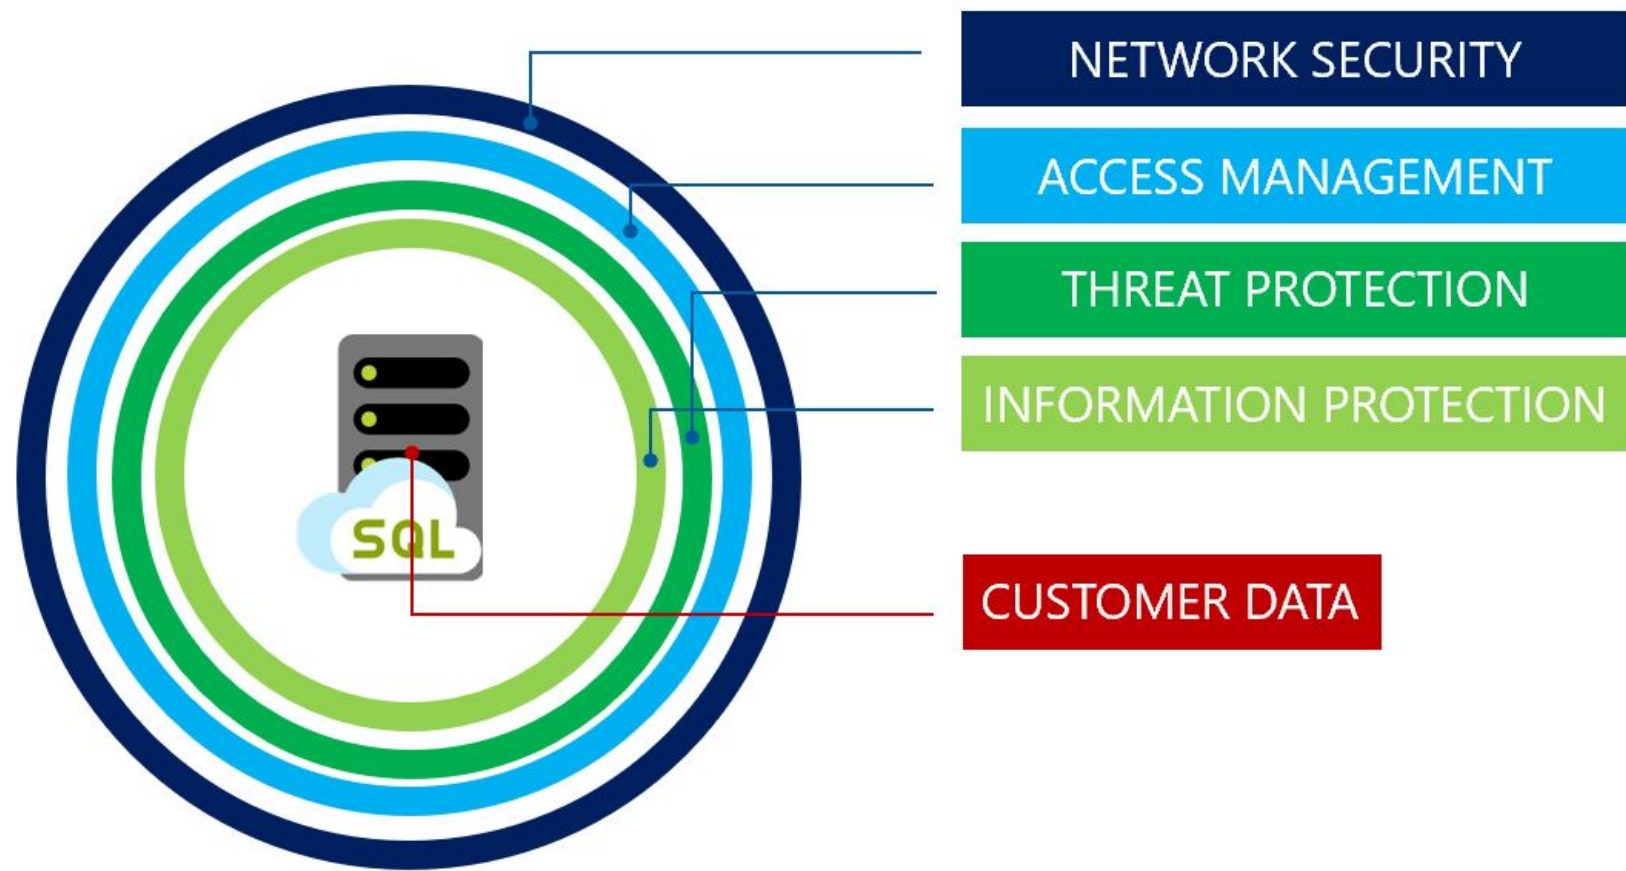 NETWORK SECURITY
ACCESS MANAGEMENT
THREAT PROTECTION
INFORMATION PROTECTION
SQL
CUSTOMER DATA